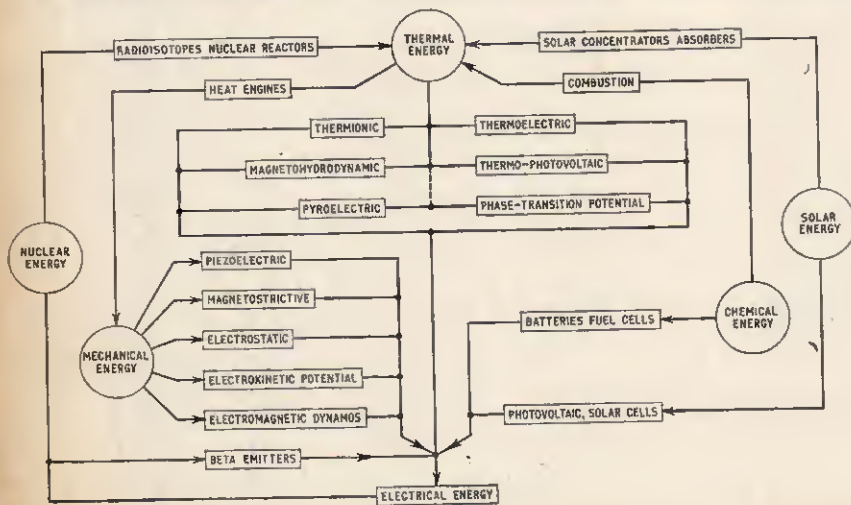 THERMAL
ENERGY
RADIOISOTOPES NUCLEAR REACTORS
SOLAR CONCENTRATORS ABSORBERS
HEAT ENGINES
COMBUSTION
THERMIONIC
THERMOELECTRIC
MAGNETOHYDRODYNAMIC
THERMO-PHOTOVOLTAIC
PYROELECTRIC
PHASE-TRANSITION POTENTIAL
SOLAR
ENERGY
NUCLEAR
ENERGY
PIEZOELECTRIC
MAGNETOSTRICTIVE
CHEMICAL
ENERGY
BATTERIES FUEL CELLS
ELECTROSTATIC
MECHANICAL
ENERGY
ELECTROKINETIC POTENTIAL
ELECTROMAGNETIC DYNAMOS
PHOTOVOLTAIC, SOLAR CELLS
BETA EMITTERS
ELECTRICAL ENERGY